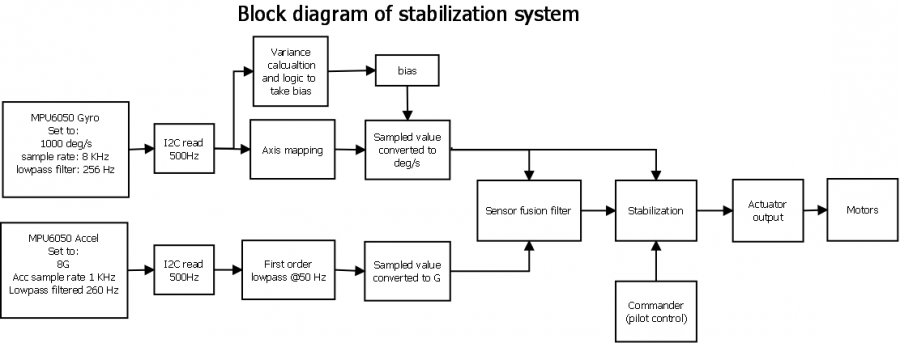 Block diagram of stabilization system
Variance
calcualtion
and logic to
take bias
bias
MPU6050 Gyro
Set to:
1000 deg/s
sample rate: 8 KHz
lowpass filter: 256 Hz
I2C read
500Hz
Axis mapping
Sampled value
converted to
deg/s
Sensor fusion filter
Stabilization
Actuator
output
Motors
MPU6050 Accel
Set to:
8G
Acc sample rate 1 KHz
Lowpass filtered 260 Hz
I2C read
500Hz
First order
lowpass @50 Hz
Sampled value
converted to G
Commander
(pilot control)